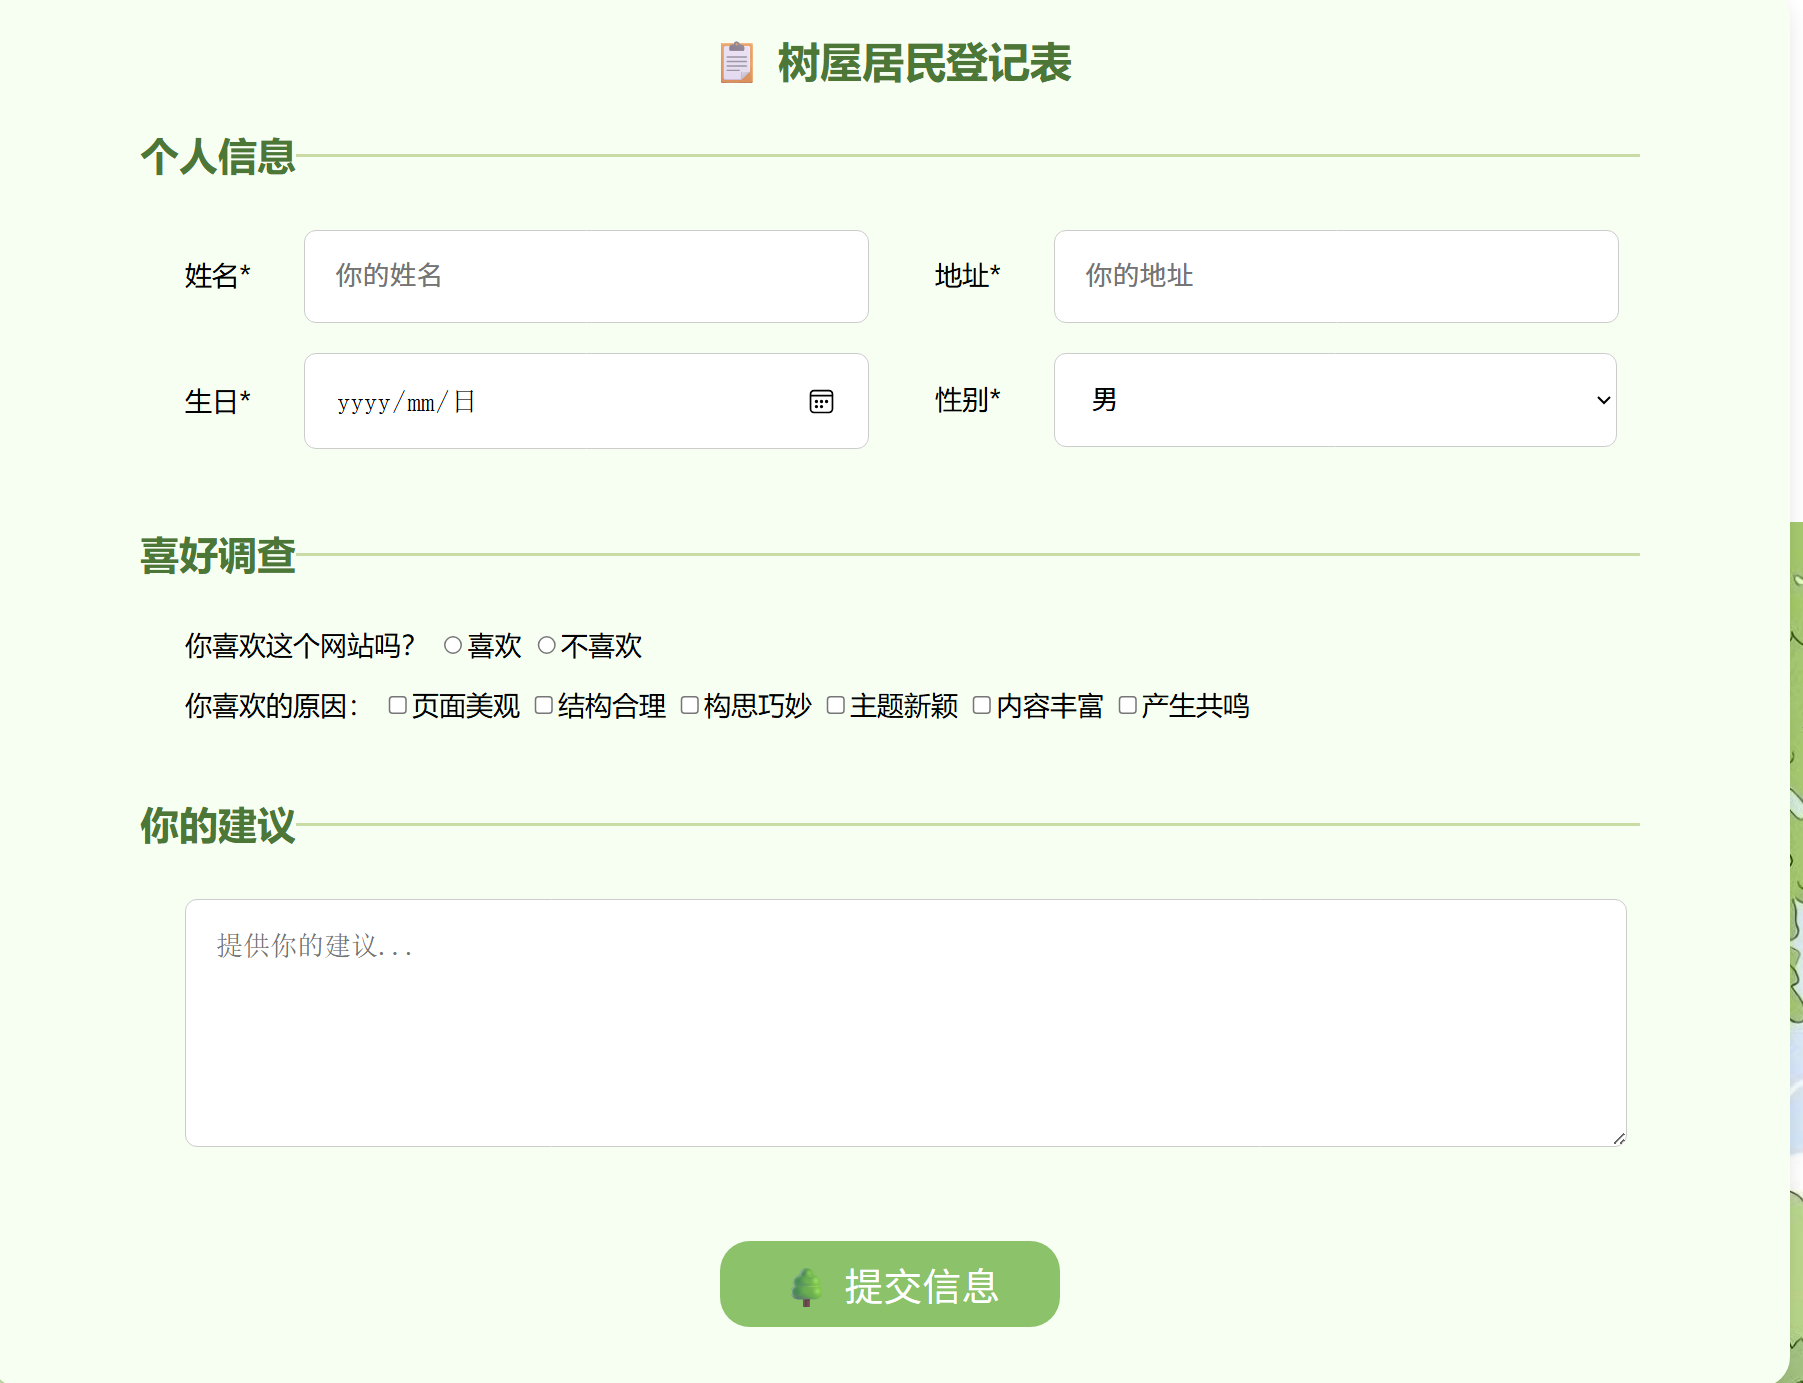 树屋居民登记表
个人信息
姓名* 你的姓名 地址* 你的地址
生日* yyyy/mm/日 性别* 男
喜好调查
你喜欢这个网站吗？ 喜欢 不喜欢
你喜欢的原因： 页面美观 结构合理 构思巧妙 主题新颖 内容丰富 产生共鸣
你的建议
提供你的建议...
提交信息